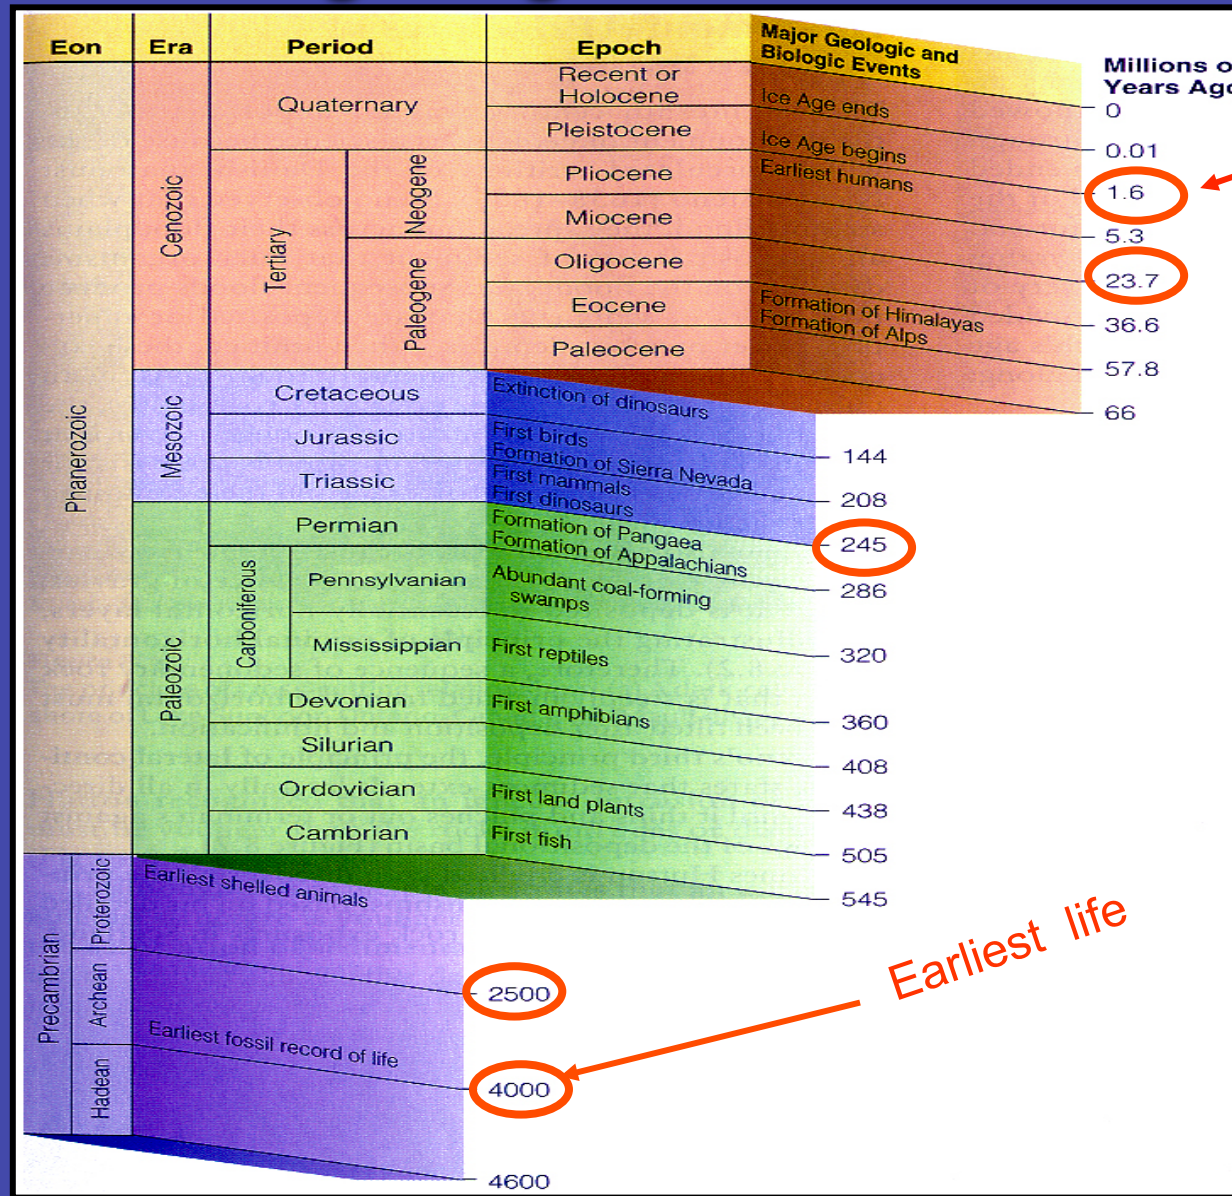 Eon Era Period Epoch Major Geologic and
Biologic Events
Millions o
Years Ago
Phanerozoic
Cenozoic
Quaternary
Recent or
Holocene
Ice Age ends
0
Pleistocene
Ice Age begins
0.01
Tertiary
Neogene
Pliocene
Earliest humans
1.6
Miocene
5.3
Paleogene
Oligocene
23.7
Eocene
Formation of Himalayas
Formation of Alps
36.6
Paleocene
57.8
66
Mesozoic
Cretaceous
Extinction of dinosaurs
Jurassic
First birds
Formation of Sierra Nevada
144
Triassic
First mammals
First dinosaurs
208
Paleozoic
Permian
Formation of Pangaea
Formation of Appalachians
245
Carboniferous
Pennsylvanian
Abundant coal-forming
swamps
286
Mississippian
First reptiles
320
Devonian
First amphibians
360
Silurian
408
Ordovician
First land plants
438
Cambrian
First fish
505
545
Precambrian
Proterozoic
Earliest shelled animals
Archean
2500
Earliest fossil record of life
Hadean
4000
4600
Earliest life